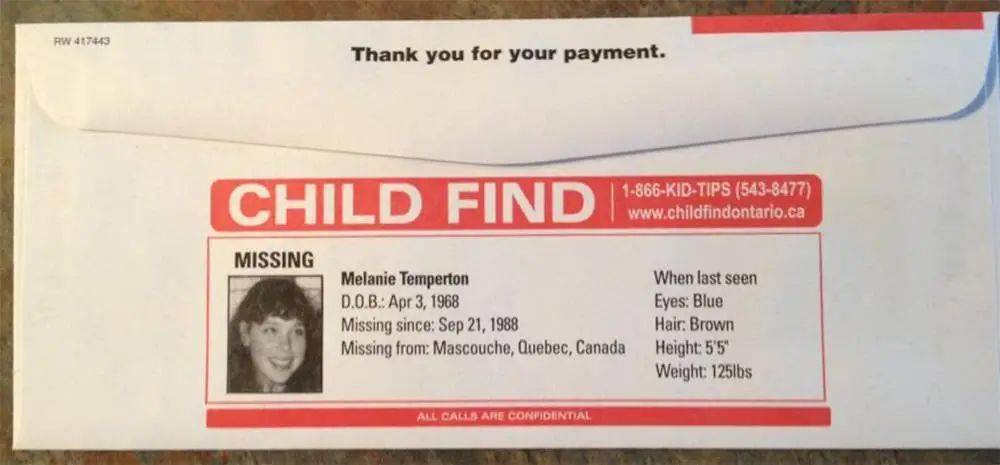 RW 417443
Thank you for your payment.
CHILD FIND
1-866-KID-TIPS (543-8477)
www.childfindontario.ca
MISSING
Melanie Temperton
D.O.B.: Apr 3, 1968
Missing since: Sep 21, 1988
Missing from: Mascouche, Quebec, Canada
When last seen
Eyes: Blue
Hair: Brown
Height: 5'5"
Weight: 125lbs
ALL CALLS ARE CONFIDENTIAL